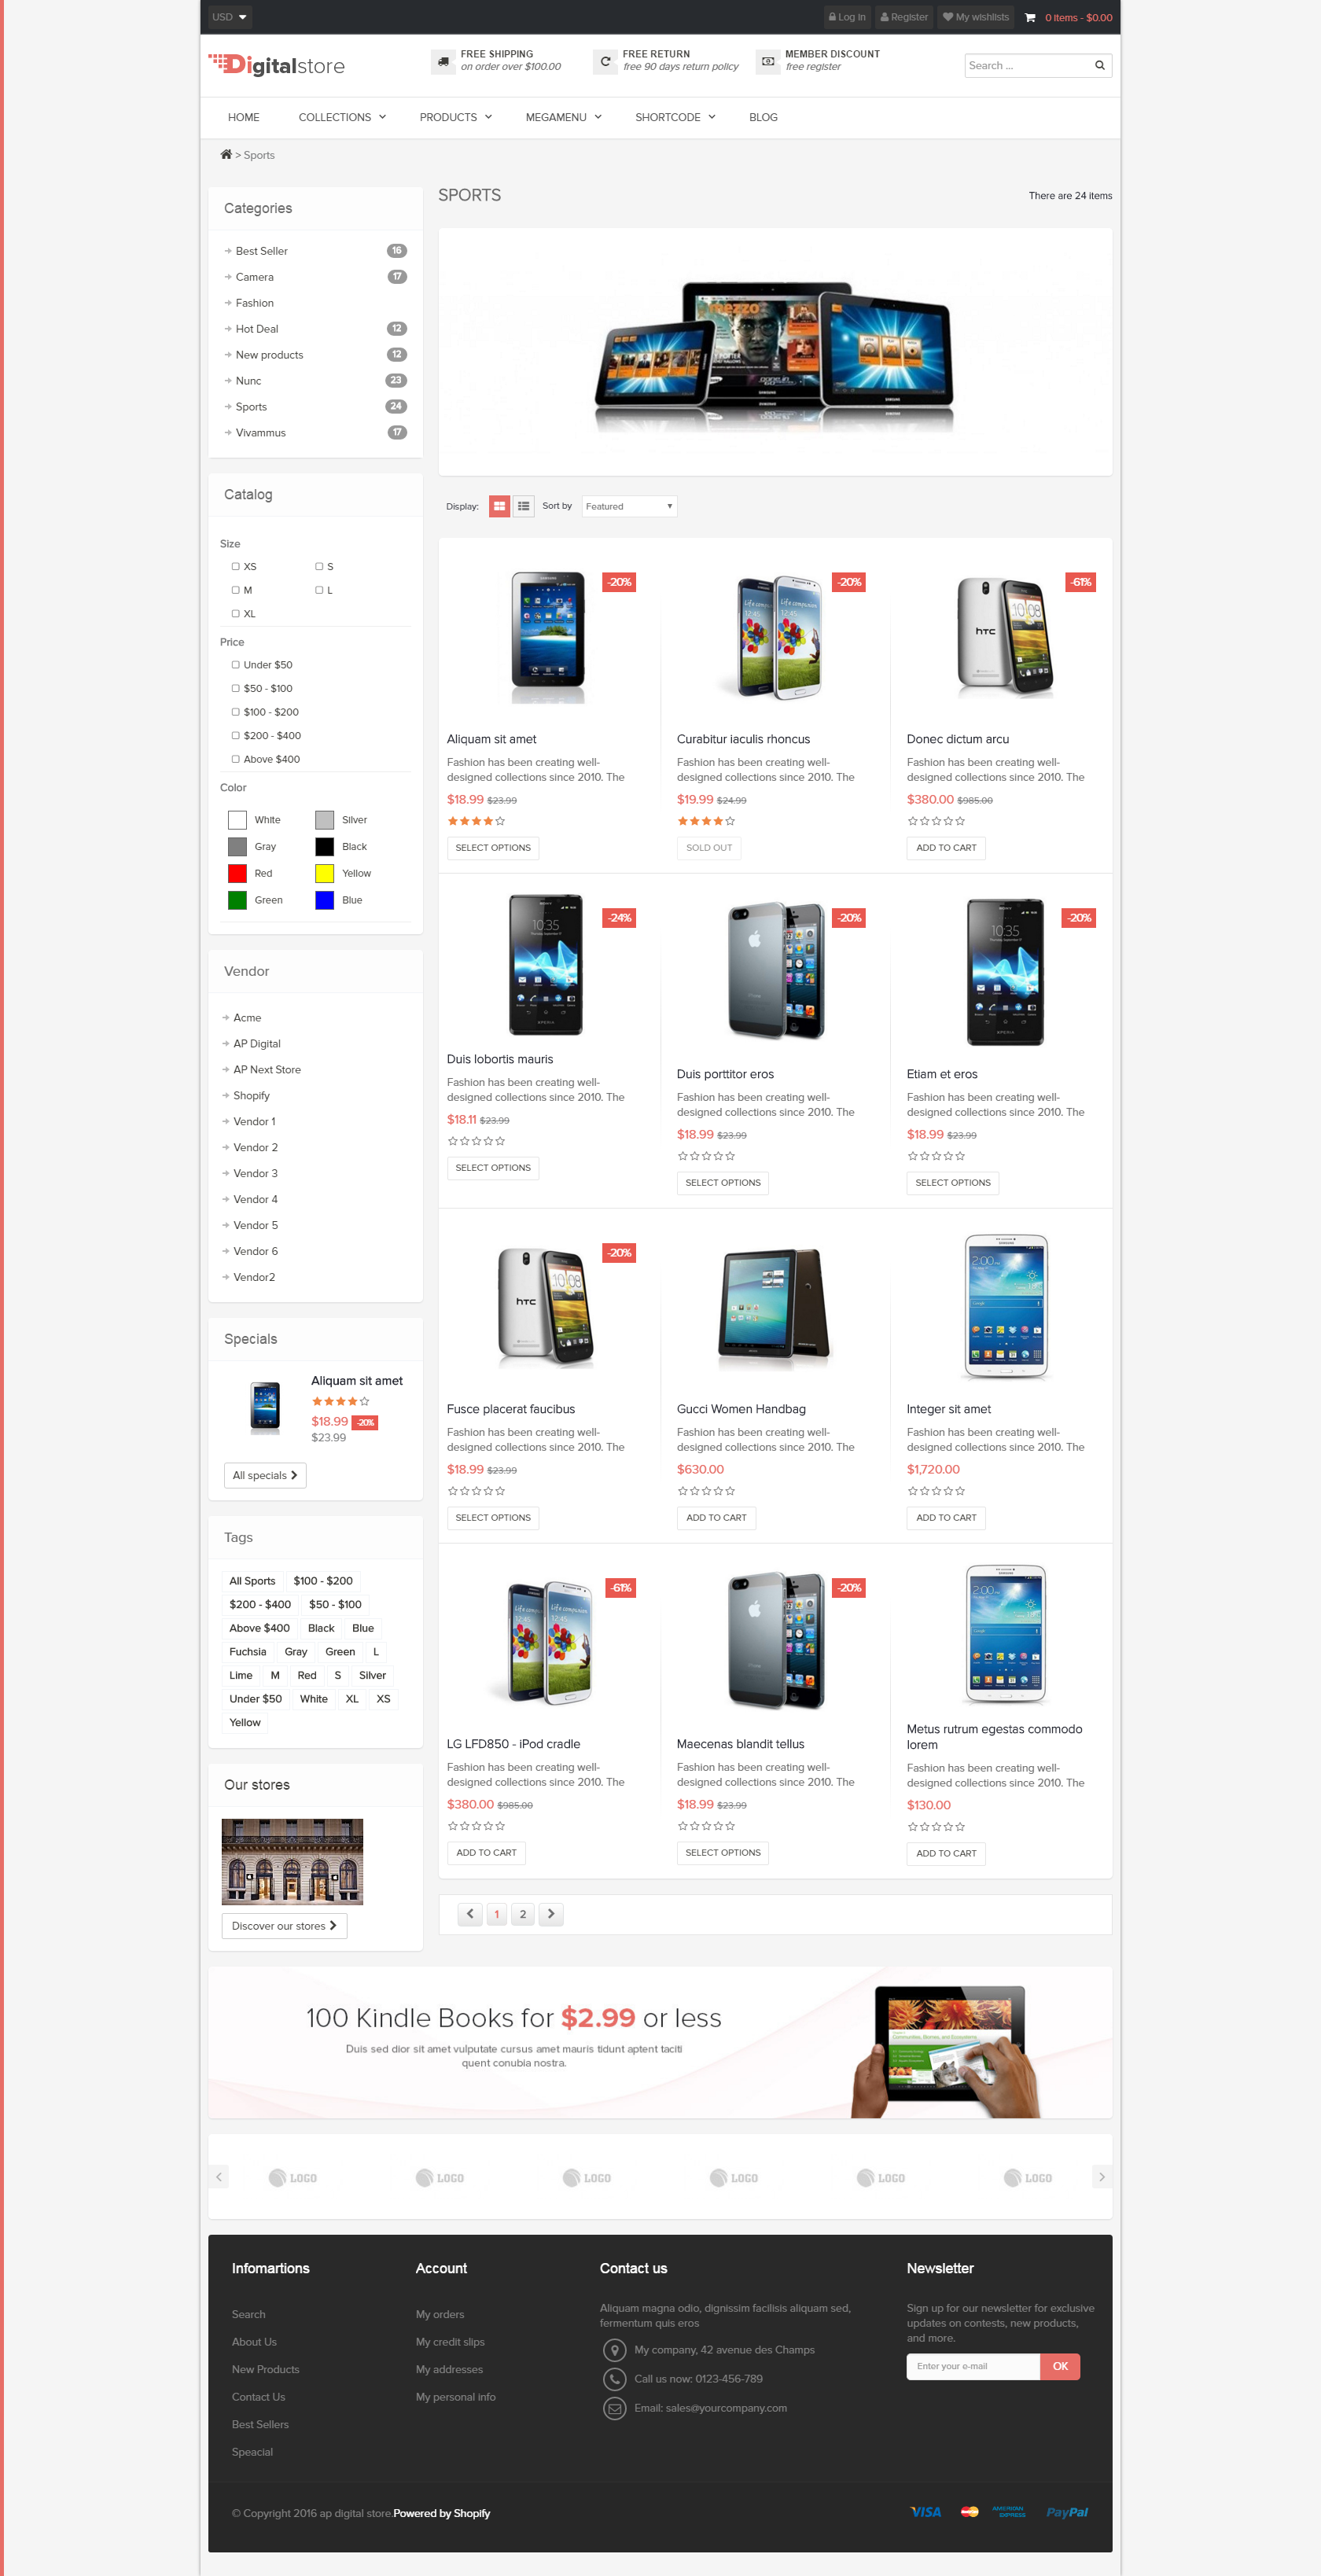 USD
Log in
Register
My wishlists
0 items - $0.00
Digitalstore
FREE SHIPPING
on order over $100.00
FREE RETURN
free 90 days return policy
MEMBER DISCOUNT
free register
Search ...
HOME
COLLECTIONS
PRODUCTS
MEGAMENU
SHORTCODE
BLOG
> Sports
Categories
Best Seller 16
Camera 17
Fashion
Hot Deal 12
New products 12
Nunc 23
Sports 24
Vivammus 17
Catalog
Size
XS
S
M
L
XL
Price
Under $50
$50 - $100
$100 - $200
$200 - $400
Above $400
Color
White
Silver
Gray
Black
Red
Yellow
Green
Blue
Vendor
Acme
AP Digital
AP Next Store
Shopify
Vendor 1
Vendor 2
Vendor 3
Vendor 4
Vendor 5
Vendor 6
Vendor2
Specials
Aliquam sit amet
$18.99 -20%
$23.99
All specials
Tags
All Sports
$100 - $200
$200 - $400
$50 - $100
Above $400
Black
Blue
Fuchsia
Gray
Green
L
Lime
M
Red
S
Silver
Under $50
White
XL
XS
Yellow
Our stores
Discover our stores
SPORTS
There are 24 items
Display:
Sort by
Featured
-20%
Aliquam sit amet
Fashion has been creating well-
designed collections since 2010. The
$18.99 $23.99
SELECT OPTIONS
-20%
Curabitur iaculis rhoncus
Fashion has been creating well-
designed collections since 2010. The
$19.99 $24.99
SOLD OUT
-61%
hTC
Donec dictum arcu
Fashion has been creating well-
designed collections since 2010. The
$380.00 $985.00
ADD TO CART
-24%
10:35
XPERIA
Duis lobortis mauris
Fashion has been creating well-
designed collections since 2010. The
$18.11 $23.99
SELECT OPTIONS
-20%
Duis porttitor eros
Fashion has been creating well-
designed collections since 2010. The
$18.99 $23.99
SELECT OPTIONS
-20%
10:35
XPERIA
Etiam et eros
Fashion has been creating well-
designed collections since 2010. The
$18.99 $23.99
SELECT OPTIONS
-20%
hTC
Fusce placerat faucibus
Fashion has been creating well-
designed collections since 2010. The
$18.99 $23.99
SELECT OPTIONS
Gucci Women Handbag
Fashion has been creating well-
designed collections since 2010. The
$630.00
ADD TO CART
2:00
Integer sit amet
Fashion has been creating well-
designed collections since 2010. The
$1,720.00
ADD TO CART
-61%
LG LFD850 - iPod cradle
Fashion has been creating well-
designed collections since 2010. The
$380.00 $985.00
ADD TO CART
-20%
Maecenas blandit tellus
Fashion has been creating well-
designed collections since 2010. The
$18.99 $23.99
SELECT OPTIONS
2:00
Metus rutrum egestas commodo
lorem
Fashion has been creating well-
designed collections since 2010. The
$130.00
ADD TO CART
1
2
100 Kindle Books for $2.99 or less
Duis sed dior sit amet vulputate cursus amet mauris tidunt aptent taciti
quent conubia nostra.
LOGO
LOGO
LOGO
LOGO
LOGO
LOGO
Infomartions
Search
About Us
New Products
Contact Us
Best Sellers
Speacial
Account
My orders
My credit slips
My addresses
My personal info
Contact us
Aliquam magna odio, dignissim facilisis aliquam sed,
fermentum quis eros
My company, 42 avenue des Champs
Call us now: 0123-456-789
Email: sales@yourcompany.com
Newsletter
Sign up for our newsletter for exclusive
updates on contests, new products,
and more.
Enter your e-mail
OK
© Copyright 2016 ap digital store.Powered by Shopify
VISA
AMERICAN EXPRESS
PayPal